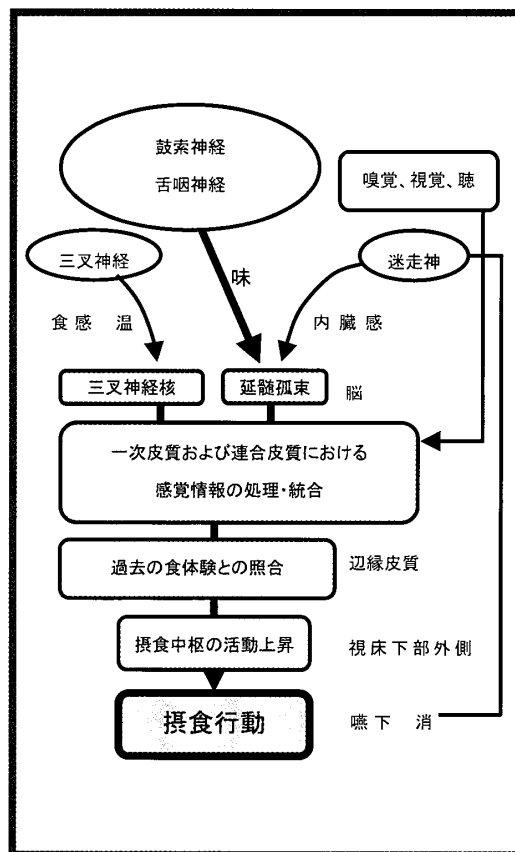 鼓索神経
舌咽神経
嗅覚、視覚、聴
三叉神経
味
迷走神
食感 温
内臓感
三叉神経核
延髄孤束
脳
一次皮質および連合皮質における
感覚情報の処理・統合
過去の食体験との照合
辺縁皮質
摂食中枢の活動上昇
視床下部外側
摂食行動
嚥下 消